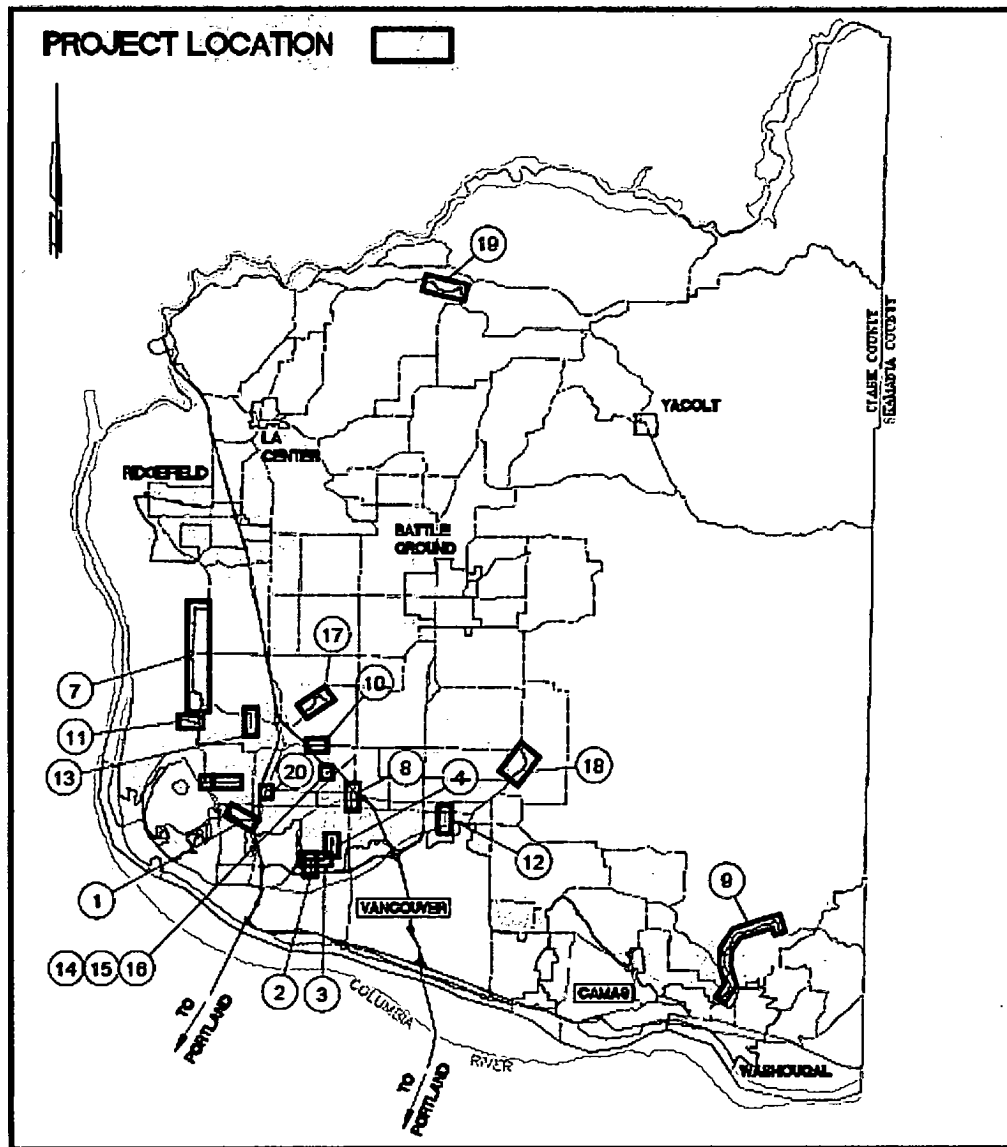 PROJECT LOCATION
19
CLARK COUNTY
SKAMANIA COUNTY
YACOLT
LA
CENTER
RIDGEFIELD
BATTLE
GROUND
17
7
10
11
13
20
8
4
18
12
1
9
VANCOUVER
14 15 16
2
3
CAMAS
COLUMBIA
RIVER
TO
PORTLAND
TO
PORTLAND
WASHOUGAL